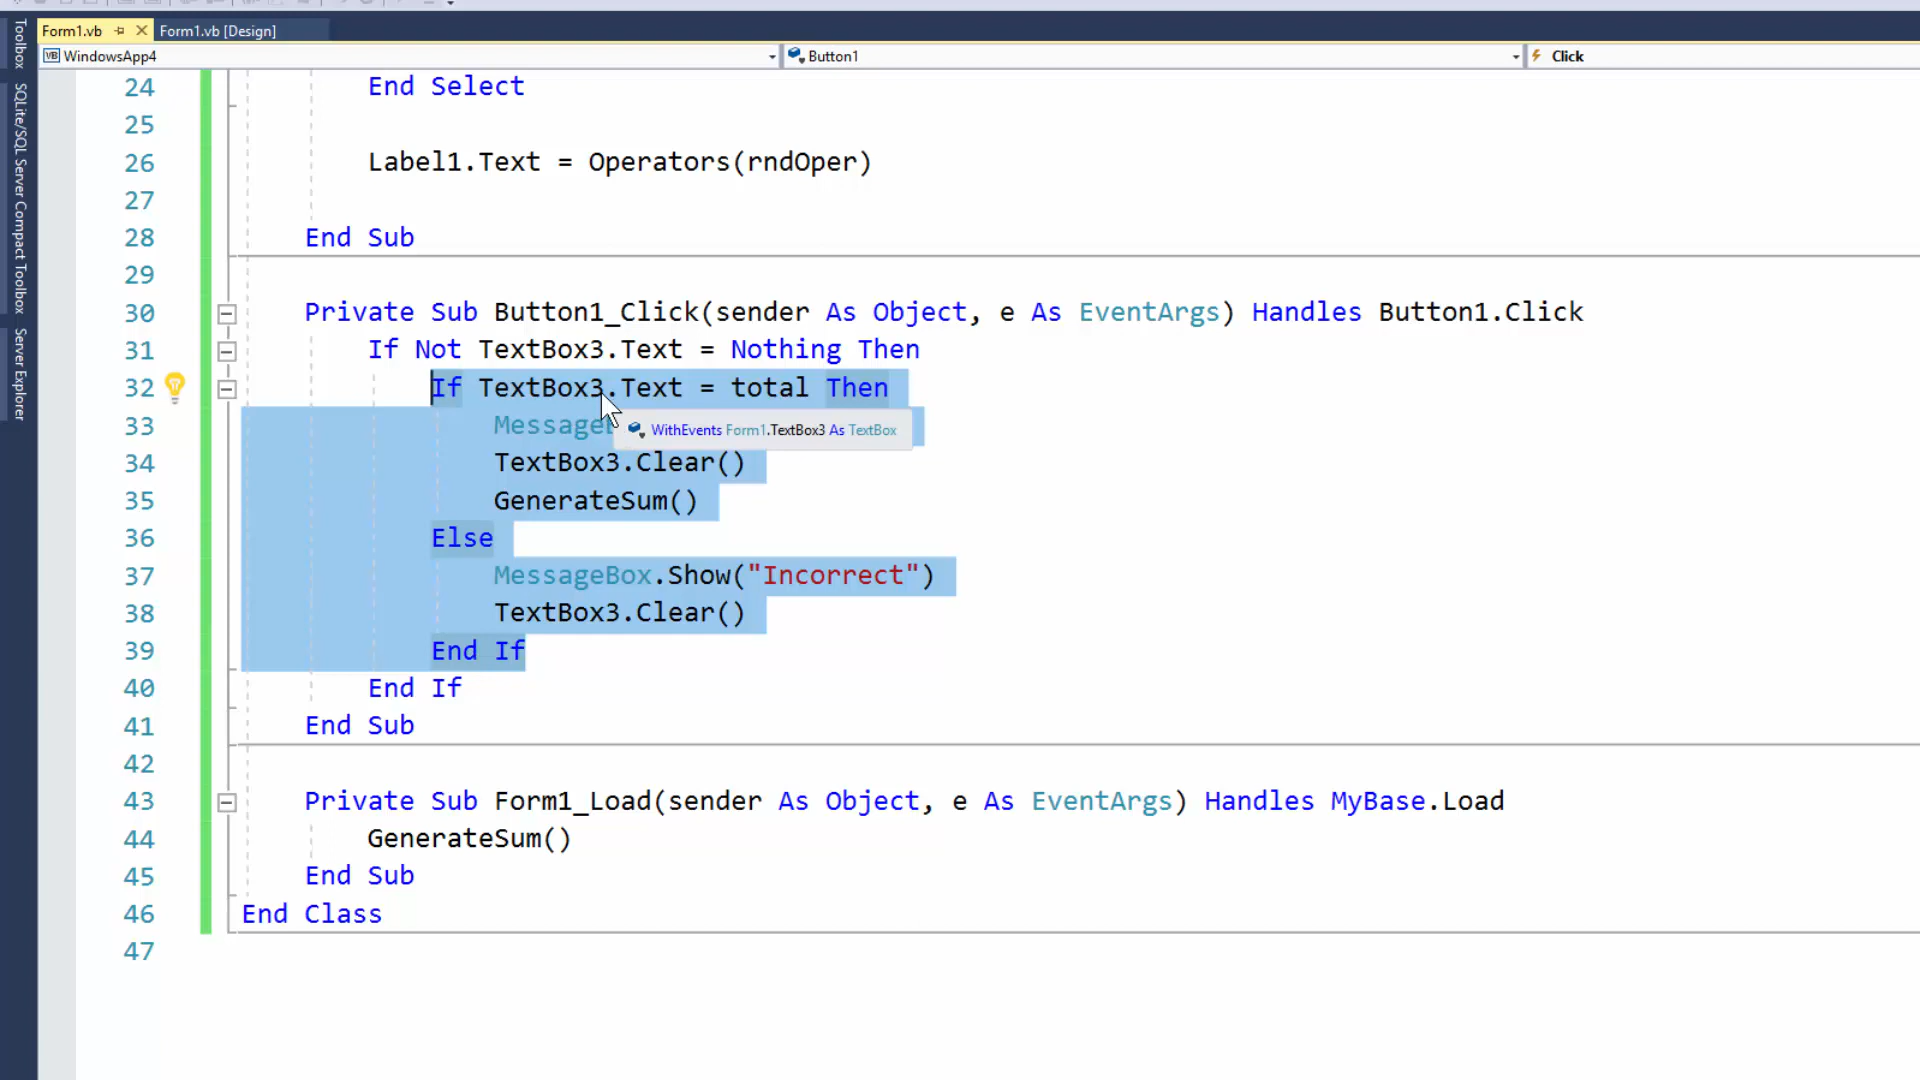 Form1.vb
Form1.vb [Design]
WindowsApp4
Button1
Click
Toolbox
SQLite/SQL Server Compact Toolbox
Server Explorer
24 End Select
25
26 Label1.Text = Operators(rndOper)
27
28 End Sub
29
30 Private Sub Button1_Click(sender As Object, e As EventArgs) Handles Button1.Click
31 If Not TextBox3.Text = Nothing Then
32 If TextBox3.Text = total Then
33
WithEvents Form1.TextBox3 As TextBox
34 TextBox3.Clear()
35 GenerateSum()
36 Else
37 MessageBox.Show("Incorrect")
38 TextBox3.Clear()
39 End If
40 End If
41 End Sub
42
43 Private Sub Form1_Load(sender As Object, e As EventArgs) Handles MyBase.Load
44 GenerateSum()
45 End Sub
46 End Class
47